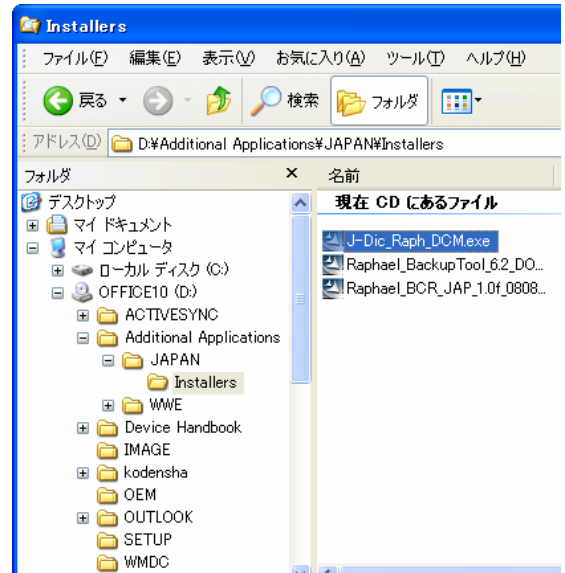 Installers
ファイル(F) 編集(E) 表示(V) お気に入り(A) ツール(T) ヘルプ(H)
戻る 検索 フォルダ
アドレス(D) D:¥Additional Applications¥JAPAN¥Installers
フォルダ × 名前
デスクトップ
マイ ドキュメント
マイ コンピュータ
ローカル ディスク (C:)
OFFICE10 (D:)
ACTIVESYNC
Additional Applications
JAPAN
Installers
WWE
Device Handbook
IMAGE
kodensha
OEM
OUTLOOK
SETUP
WMDC
現在 CD にあるファイル
J-Dic_Raph_DCM.exe
Raphael_BackupTool_6.2_DO...
Raphael_BCR_JAP_1.0f_0808...